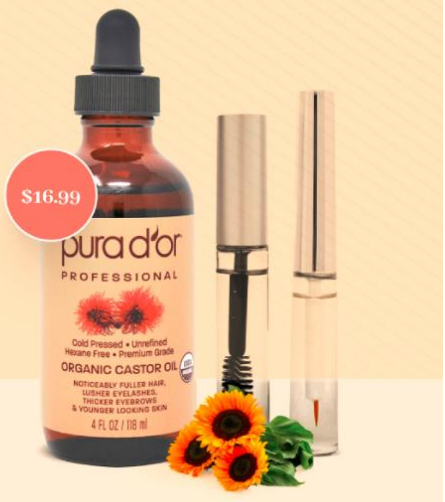 $16.99
pura d'or
PROFESSIONAL
Cold Pressed • Unrefined
Hexane Free • Premium Grade
ORGANIC CASTOR OIL
NOTICEABLY FULLER HAIR,
LUSHER EYELASHES,
THICKER EYEBROWS
& YOUNGER LOOKING SKIN
4 FL OZ / 118 ml